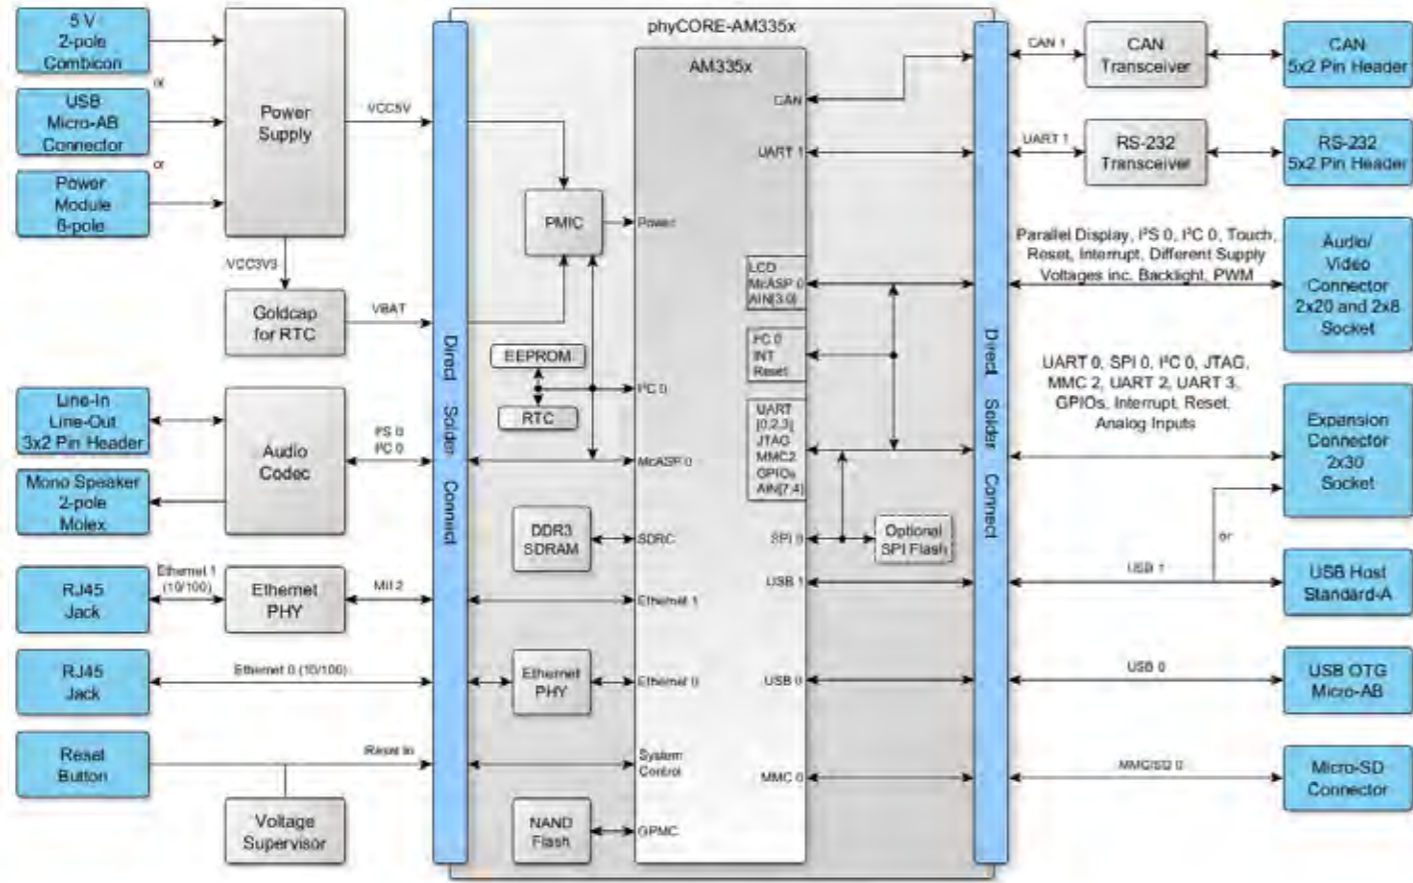 5 V
2-pole
Combicon
or
USB
Micro-AB
Connector
or
Power
Module
6-pole
Power
Supply
VCC5V
VCC3V3
Goldcap
for RTC
VBAT
Line-In
Line-Out
3x2 Pin Header
Mono Speaker
2-pole
Molex
Audio
Codec
I²S 0
I²C 0
RJ45
Jack
Ethernet 1
(10/100)
Ethernet
PHY
MII 2
RJ45
Jack
Ethernet 0 (10/100)
Reset
Button
Reset In
Voltage
Supervisor
Direct Solder Connect
phyCORE-AM335x
AM335x
PMIC
EEPROM
RTC
DDR3
SDRAM
Ethernet
PHY
NAND
Flash
Power
I²C 0
McASP 0
SDRC
Ethernet 1
Ethernet 0
System
Control
GPMC
CAN
UART 1
LCD
McASP 0
AIN[3:0]
I²C 0
INT
Reset
UART
[0,2,3]
JTAG
MMC2
GPIOs
AIN[7:4]
SPI 0
Optional
SPI Flash
USB 1
USB 0
MMC 0
Direct Solder Connect
CAN 1
CAN
Transceiver
CAN
5x2 Pin Header
UART 1
RS-232
Transceiver
RS-232
5x2 Pin Header
Parallel Display, I²S 0, I²C 0, Touch,
Reset, Interrupt, Different Supply
Voltages inc. Backlight, PWM
Audio/
Video
Connector
2x20 and 2x8
Socket
UART 0, SPI 0, I²C 0, JTAG,
MMC 2, UART 2, UART 3,
GPIOs, Interrupt, Reset,
Analog Inputs
Expansion
Connector
2x30
Socket
or
USB 1
USB Host
Standard-A
USB 0
USB OTG
Micro-AB
MMC/SD 0
Micro-SD
Connector